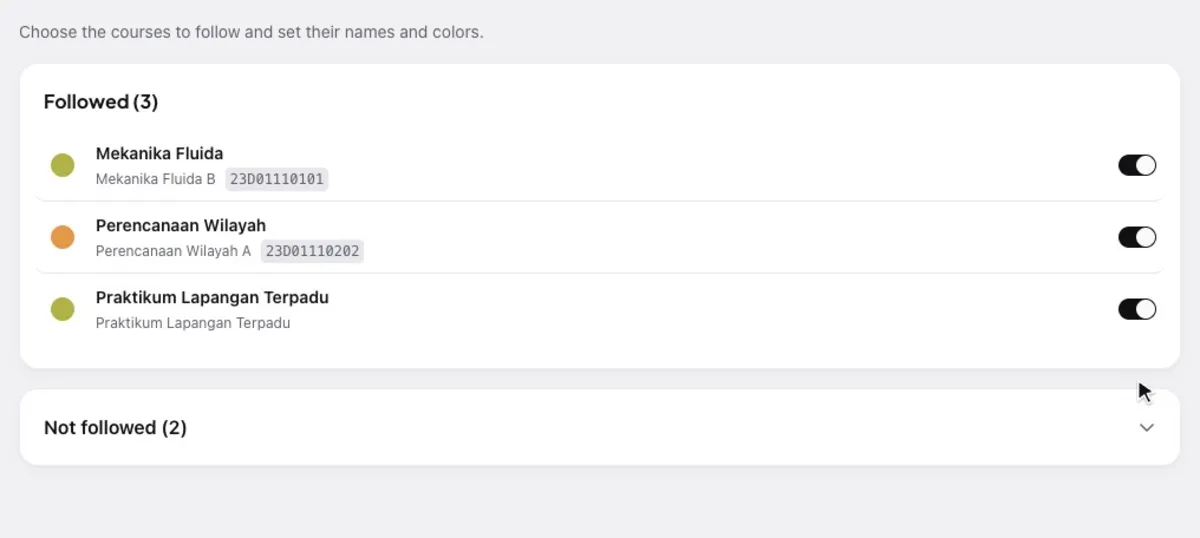 Choose the courses to follow and set their names and colors.
Followed (3)
Mekanika Fluida
Mekanika Fluida B 23D01110101
Perencanaan Wilayah
Perencanaan Wilayah A 23D01110202
Praktikum Lapangan Terpadu
Praktikum Lapangan Terpadu
Not followed (2)